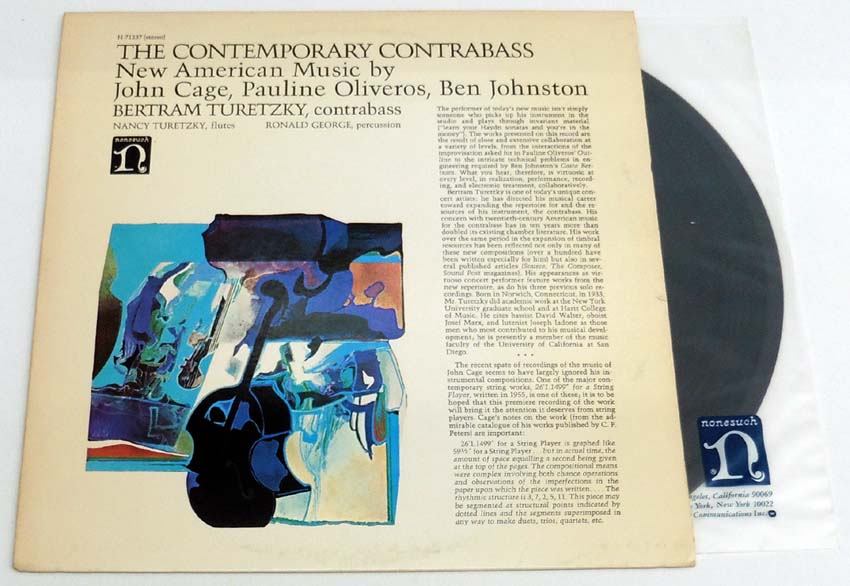 H 71237 (stereo)
THE CONTEMPORARY CONTRABASS
New American Music by
John Cage, Pauline Oliveros, Ben Johnston
BERTRAM TURETZKY, contrabass
NANCY TURETZKY, flutes RONALD GEORGE, percussion
nonesuch
n
The performer of today's new music isn't simply
someone who picks up his instrument in the
studio and plays through invariant material
("learn your Haydn sonatas and you're in the
money"). The works presented on this record are
the result of close and extensive collaboration at
a variety of levels, from the interactions of the
improvisation asked for in Pauline Oliveros' Out-
line to the intricate technical problems in en-
gineering required by Ben Johnston's Casta Ber-
tram. What you hear, therefore, is virtuosic at
every level, in realization, performance, record-
ing, and electronic treatment, collaboratively.
Bertram Turetzky is one of today's unique con-
cert artists; he has directed his musical career
toward expanding the repertoire for and the re-
sources of his instrument, the contrabass. His
concern with twentieth-century American music
for the contrabass has in ten years more than
doubled its existing chamber literature. His work
over the same period in the expansion of timbral
resources has been reflected not only in many of
these new compositions (over a hundred have
been written especially for him) but also in sev-
eral published articles (Source, The Composer,
Sound Post magazines). His appearances as vir-
tuoso concert performer feature works from the
new repertoire, as do his three previous solo re-
cordings. Born in Norwich, Connecticut, in 1933,
Mr. Turetzky did academic work at the New York
University graduate school and at Hartt College
of Music. He cites bassist David Walter, oboist
Josef Marx, and lutenist Joseph Iadone as those
men who most contributed to his musical devel-
opment; he is presently a member of the music
faculty of the University of California at San
Diego.
* * *
The recent spate of recordings of the music of
John Cage seems to have largely ignored his in-
strumental compositions. One of the major con-
temporary string works, 26'1.1499" for a String
Player, written in 1955, is one of these; it is to be
hoped that this premiere recording of the work
will bring it the attention it deserves from string
players. Cage's notes on the work (from the ad-
mirable catalogue of his works published by C. F.
Peters) are important:
26'1.1499" for a String Player is graphed like
59½" for a String Player . . . but in actual time, the
amount of space equalling a second being given
at the top of the pages. The compositional means
were complex involving both chance operations
and observations of the imperfections in the
paper upon which the piece was written. . . . The
rhythmic structure is 3, 7, 2, 5, 11. This piece may
be segmented at structural points indicated by
dotted lines and the segments superimposed in
any way to make duets, trios, quartets, etc.
nonesuch
n
geles, California 90069
York, New York 10022
Communications Inc.